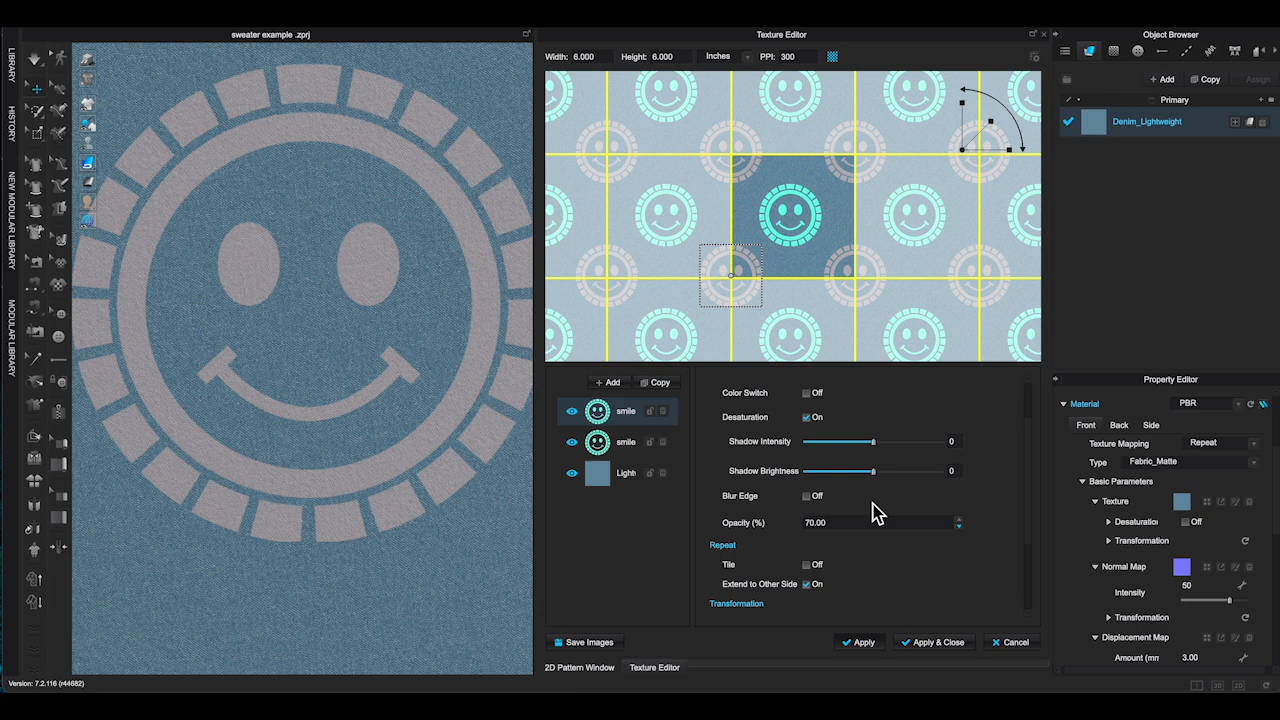 sweater example .zprj
Texture Editor
Object Browser
LIBRARY
HISTORY
NEW MODULAR LIBRARY
MODULAR LIBRARY
Width: 6.000 Height: 6.000 Inches PPI: 300
+ Add Copy Assign
Primary
Denim_Lightweight
+ Add Copy
smile
smile
Light
Color Switch Off
Desaturation On
Shadow Intensity 0
Shadow Brightness 0
Blur Edge Off
Opacity (%) 70.00
Repeat
Tile Off
Extend to Other Side On
Transformation
Save Images
Apply
Apply & Close
Cancel
2D Pattern Window Texture Editor
Property Editor
Material PBR
Front Back Side
Texture Mapping Repeat
Type Fabric_Matte
Basic Parameters
Texture
Desaturatio Off
Transformation
Normal Map
50
Intensity
Transformation
Displacement Map
Amount (mn 3.00
Version: 7.2.116 (r44682)
3D 2D